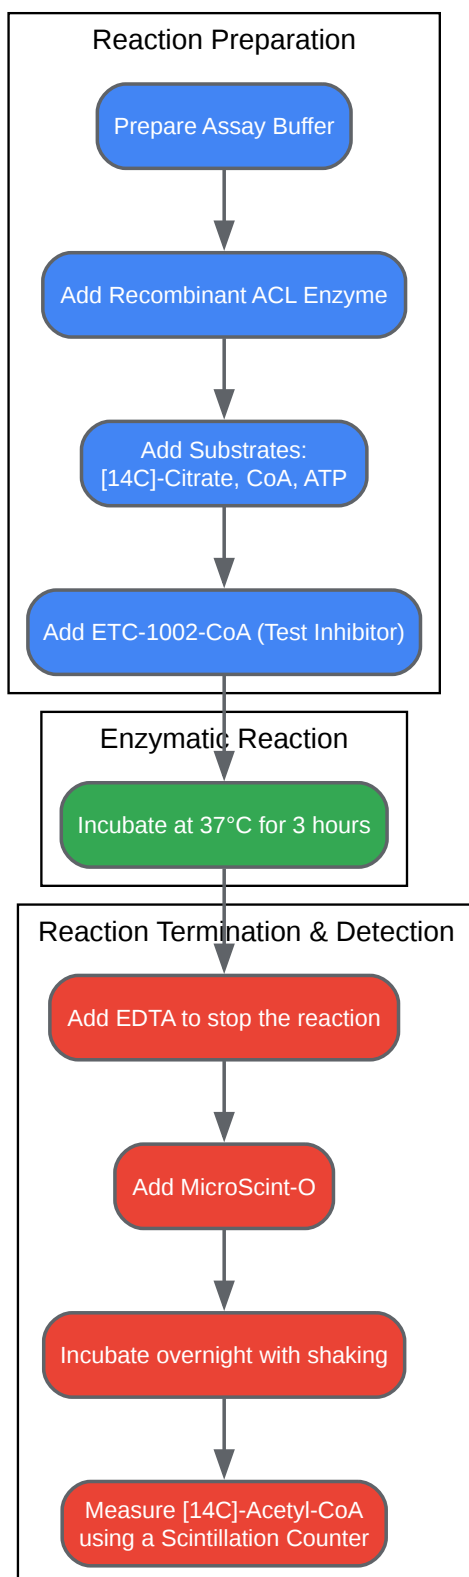 Reaction Preparation
Prepare Assay Buffer
Add Recombinant ACL Enzyme
Add Substrates:
[14C]-Citrate, CoA, ATP
Add ETC-1002-CoA (Test Inhibitor)
Enzymatic Reaction
Incubate at 37°C for 3 hours
Reaction Termination & Detection
Add EDTA to stop the reaction
Add MicroScint-O
Incubate overnight with shaking
Measure [14C]-Acetyl-CoA
using a Scintillation Counter